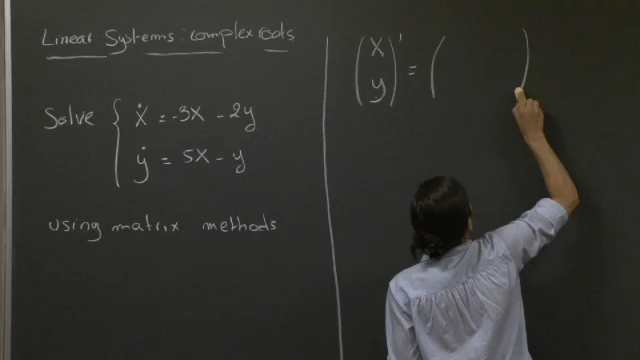 Linear Systems: complex roots
Solve { ẋ = -3x - 2y
ẏ = 5x - y
using matrix methods
(x y)' = ( )